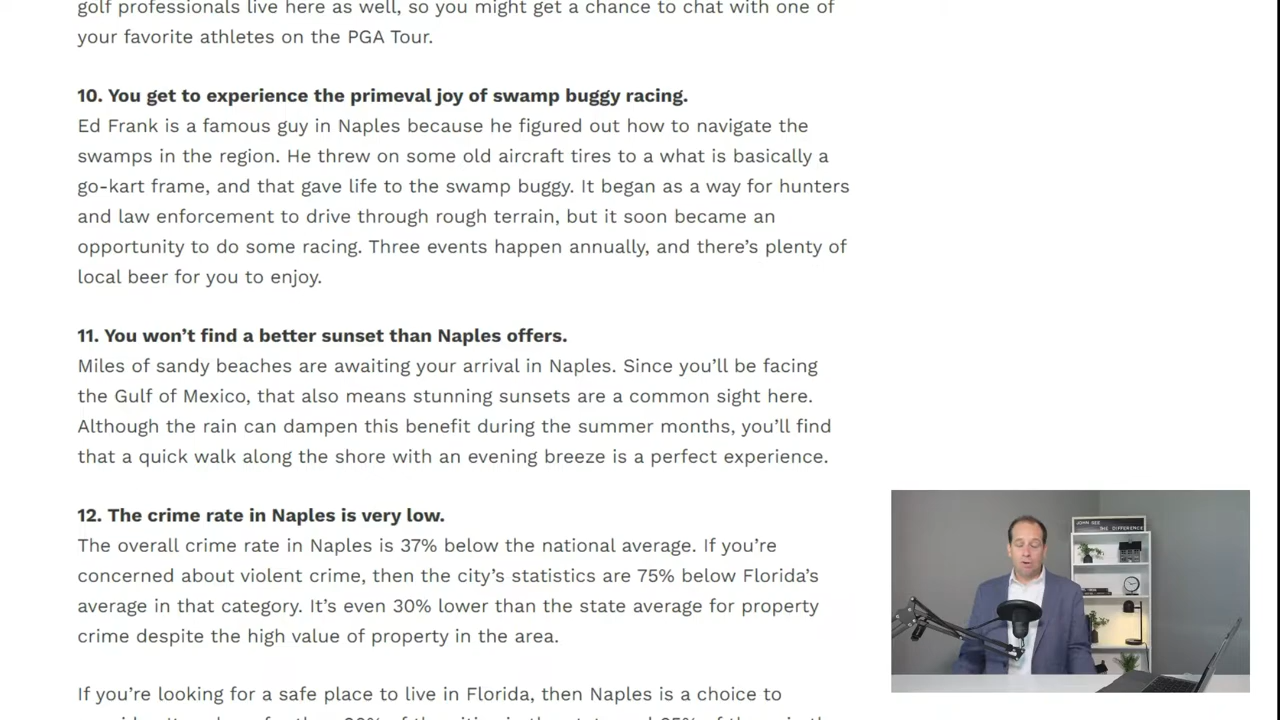 golf professionals live here as well, so you might get a chance to chat with one of
your favorite athletes on the PGA Tour.
10. You get to experience the primeval joy of swamp buggy racing.
Ed Frank is a famous guy in Naples because he figured out how to navigate the
swamps in the region. He threw on some old aircraft tires to a what is basically a
go-kart frame, and that gave life to the swamp buggy. It began as a way for hunters
and law enforcement to drive through rough terrain, but it soon became an
opportunity to do some racing. Three events happen annually, and there’s plenty of
local beer for you to enjoy.
11. You won’t find a better sunset than Naples offers.
Miles of sandy beaches are awaiting your arrival in Naples. Since you’ll be facing
the Gulf of Mexico, that also means stunning sunsets are a common sight here.
Although the rain can dampen this benefit during the summer months, you’ll find
that a quick walk along the shore with an evening breeze is a perfect experience.
12. The crime rate in Naples is very low.
The overall crime rate in Naples is 37% below the national average. If you’re
concerned about violent crime, then the city’s statistics are 75% below Florida’s
average in that category. It’s even 30% lower than the state average for property
crime despite the high value of property in the area.
If you’re looking for a safe place to live in Florida, then Naples is a choice to
JOHN GEE
THE DIFFERENCE